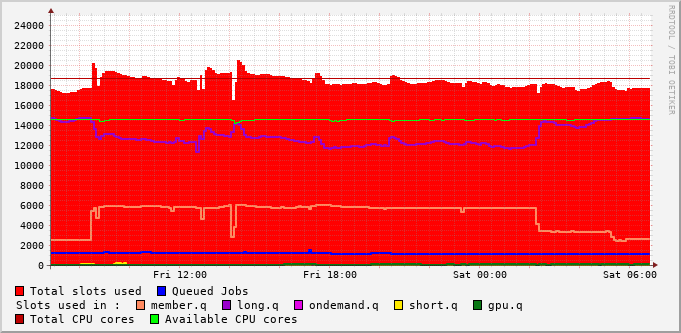 RRDTOOL / TOBI OETIKER
24000
22000
20000
18000
16000
14000
12000
10000
8000
6000
4000
2000
0
Fri 12:00 Fri 18:00 Sat 00:00 Sat 06:00
Total slots used Queued Jobs
Slots used in : member.q long.q ondemand.q short.q gpu.q
Total CPU cores Available CPU cores